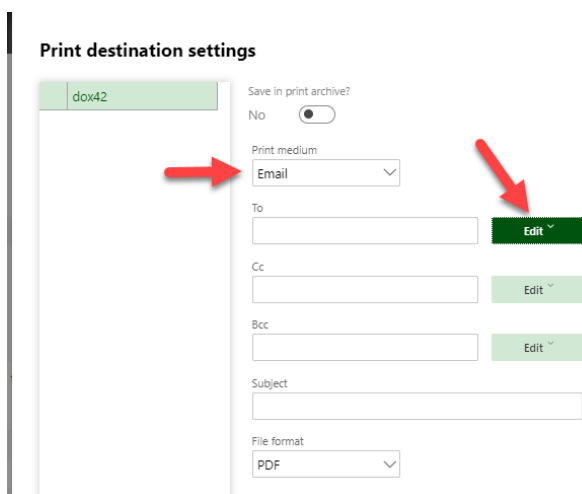 Print destination settings
dox42
Save in print archive?
No
Print medium
Email
To
Edit
Cc
Edit
Bcc
Edit
Subject
File format
PDF